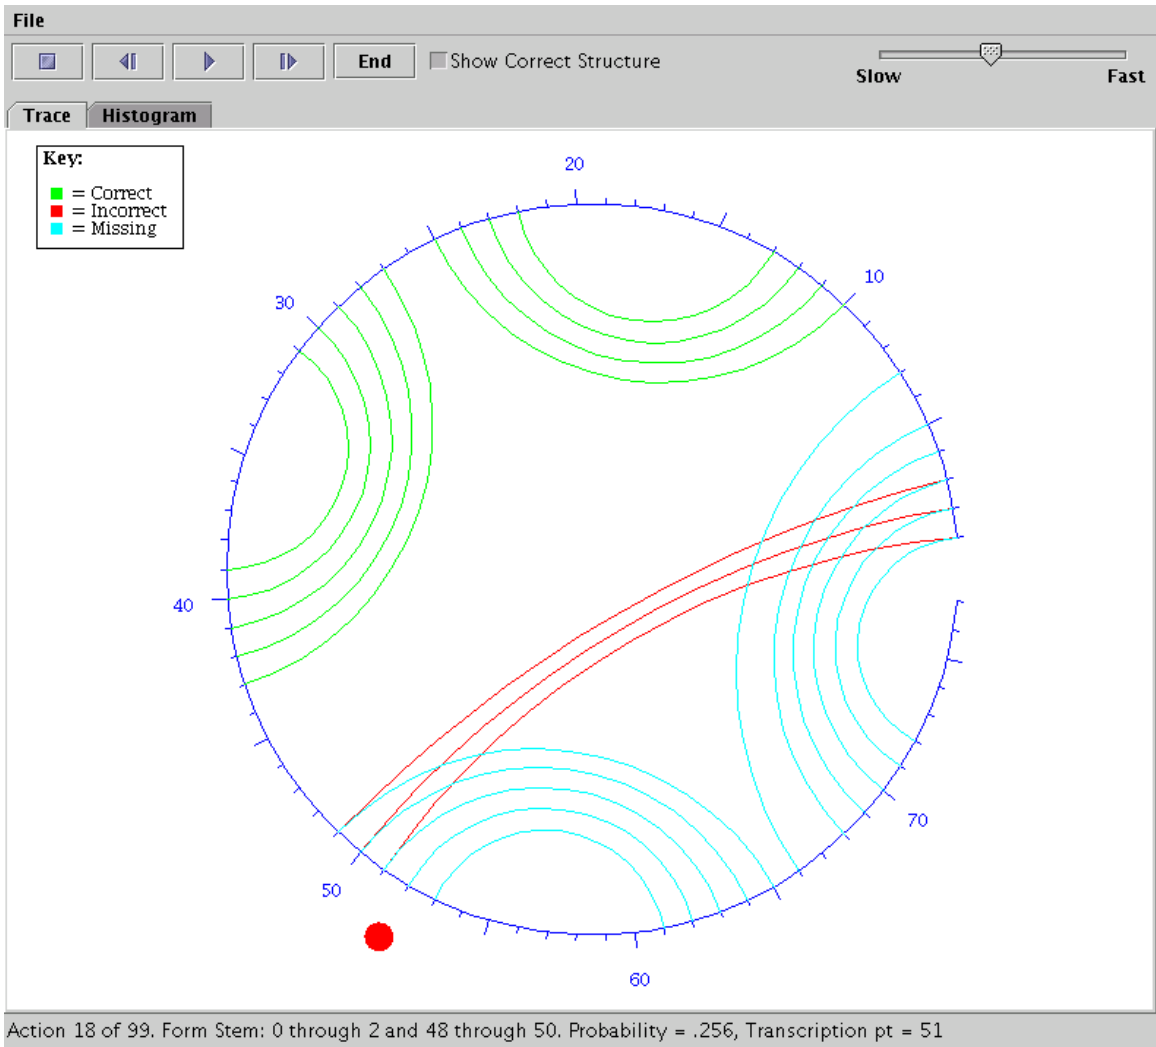 File
End
Show Correct Structure
Slow Fast
Trace Histogram
Key:
= Correct
= Incorrect
= Missing
20
10
30
40
50
70
60
Action 18 of 99. Form Stem: 0 through 2 and 48 through 50. Probability = .256, Transcription pt = 51